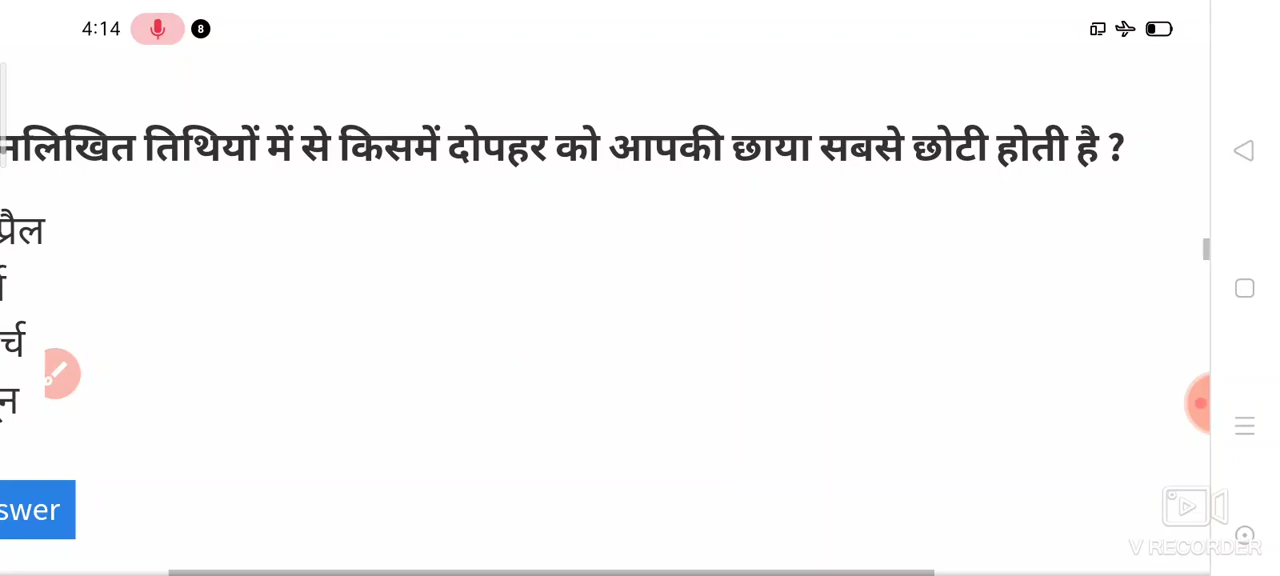 4:14 8
नलिखित तिथियों में से किसमें दोपहर को आपकी छाया सबसे छोटी होती है ?
प्रैल
र्च
swer
V RECORDER